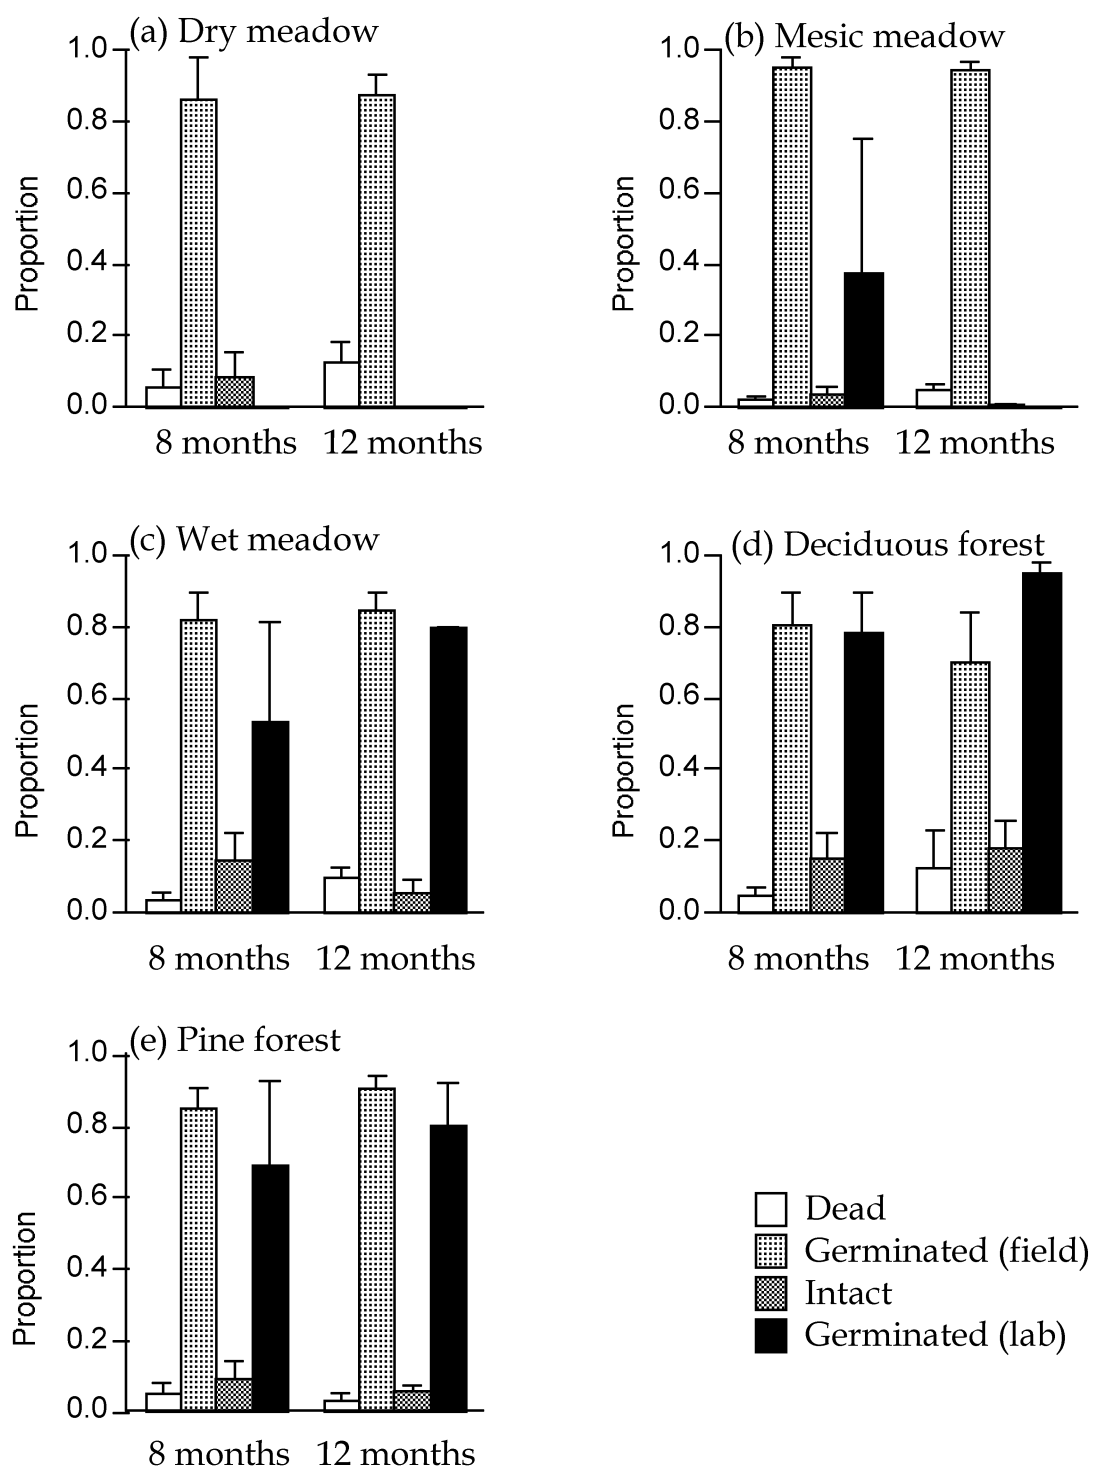 (a) Dry meadow
1.0
0.8
0.6
0.4
0.2
0.0
Proportion
8 months 12 months
(b) Mesic meadow
1.0
0.8
0.6
0.4
0.2
0.0
Proportion
8 months 12 months
(c) Wet meadow
1.0
0.8
0.6
0.4
0.2
0.0
Proportion
8 months 12 months
(d) Deciduous forest
1.0
0.8
0.6
0.4
0.2
0.0
Proportion
8 months 12 months
(e) Pine forest
1.0
0.8
0.6
0.4
0.2
0.0
Proportion
8 months 12 months
Dead
Germinated (field)
Intact
Germinated (lab)